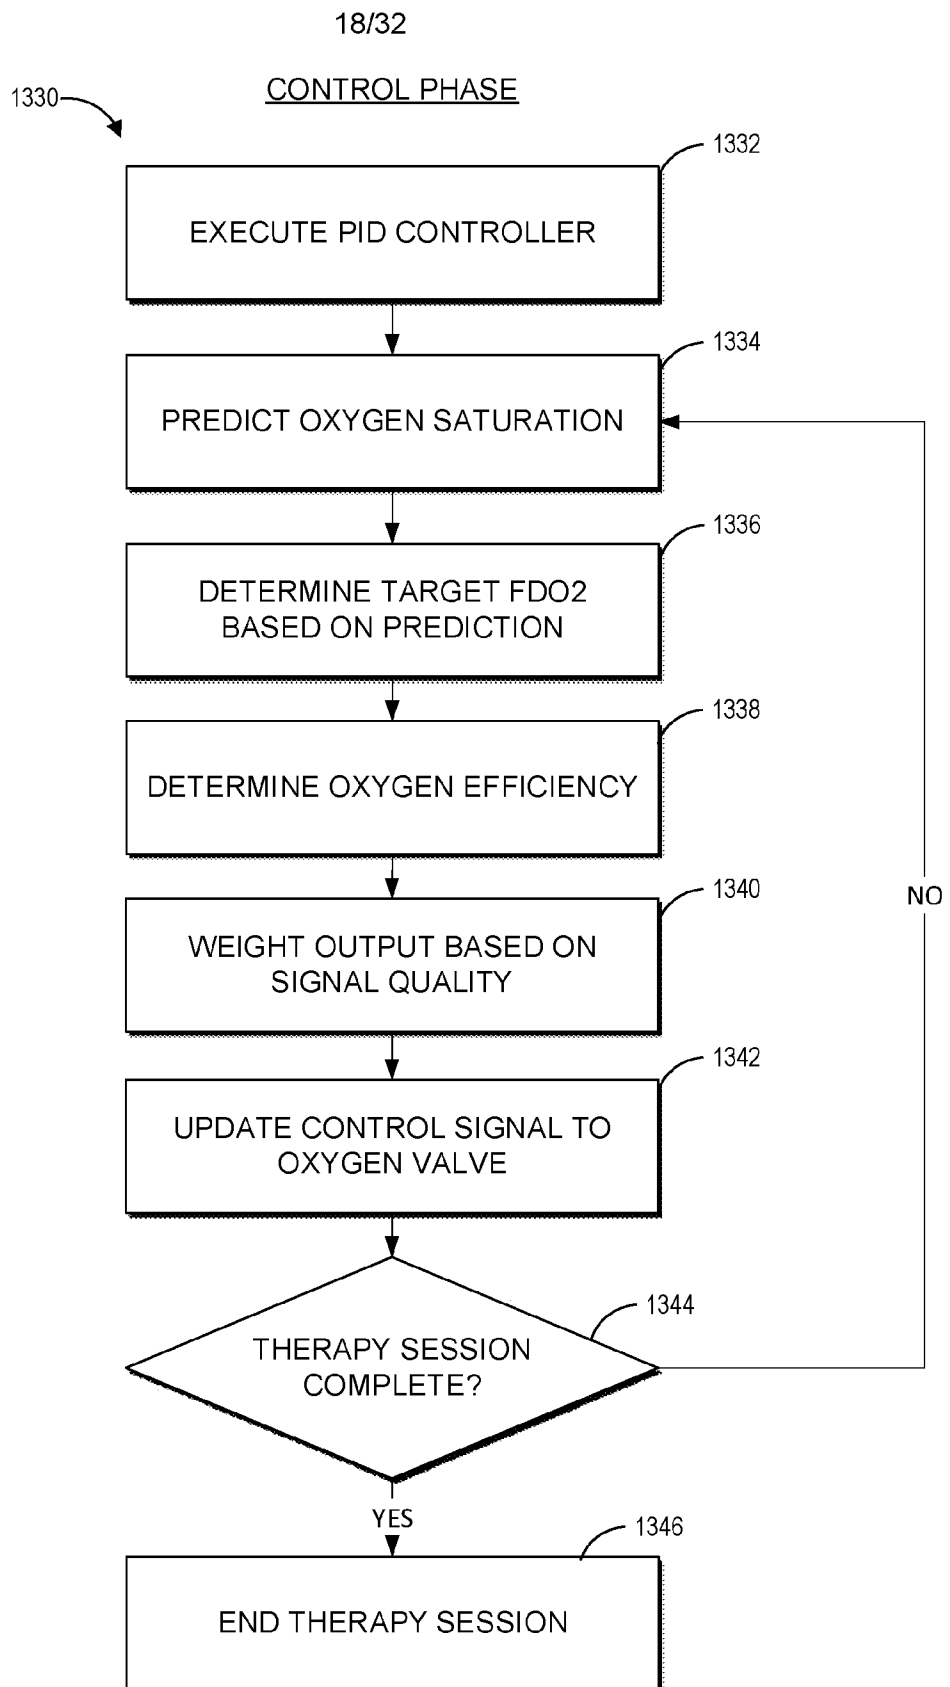 18/32
CONTROL PHASE
1330
1332
EXECUTE PID CONTROLLER
1334
PREDICT OXYGEN SATURATION
1336
DETERMINE TARGET FDO2
BASED ON PREDICTION
1338
DETERMINE OXYGEN EFFICIENCY
1340
NO
WEIGHT OUTPUT BASED ON
SIGNAL QUALITY
1342
UPDATE CONTROL SIGNAL TO
OXYGEN VALVE
1344
THERAPY SESSION
COMPLETE?
YES
1346
END THERAPY SESSION